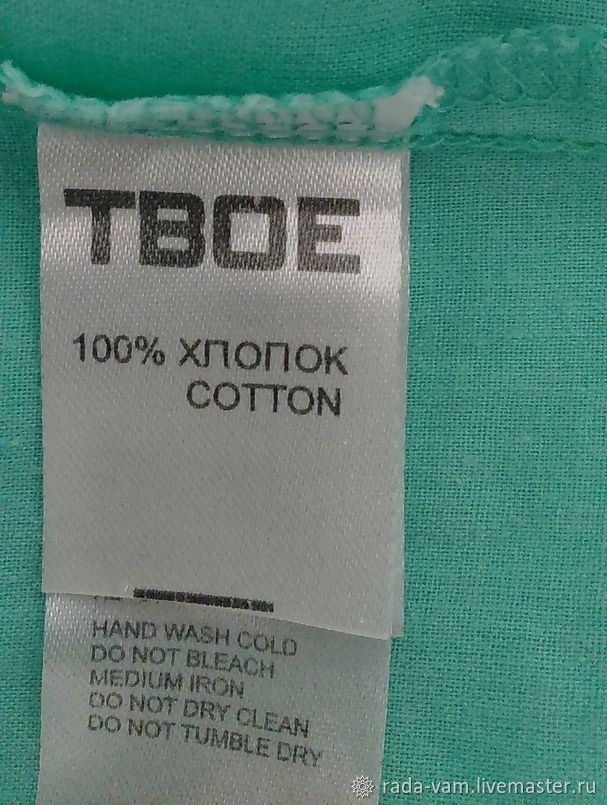 ТВОЕ
100% ХЛОПОК
COTTON
HAND WASH COLD
DO NOT BLEACH
MEDIUM IRON
DO NOT DRY CLEAN
DO NOT TUMBLE DRY
rada-vam.livemaster.ru